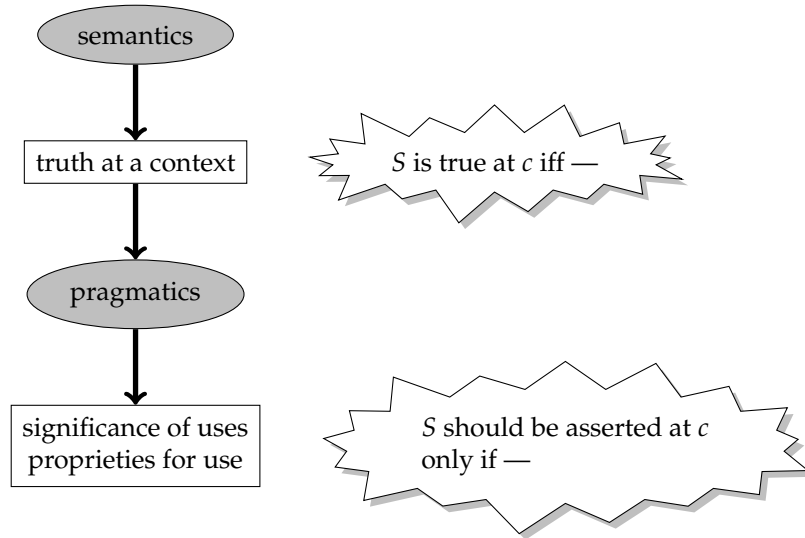 semantics
truth at a context
S is true at c iff —
pragmatics
significance of uses
proprieties for use
S should be asserted at c
only if —